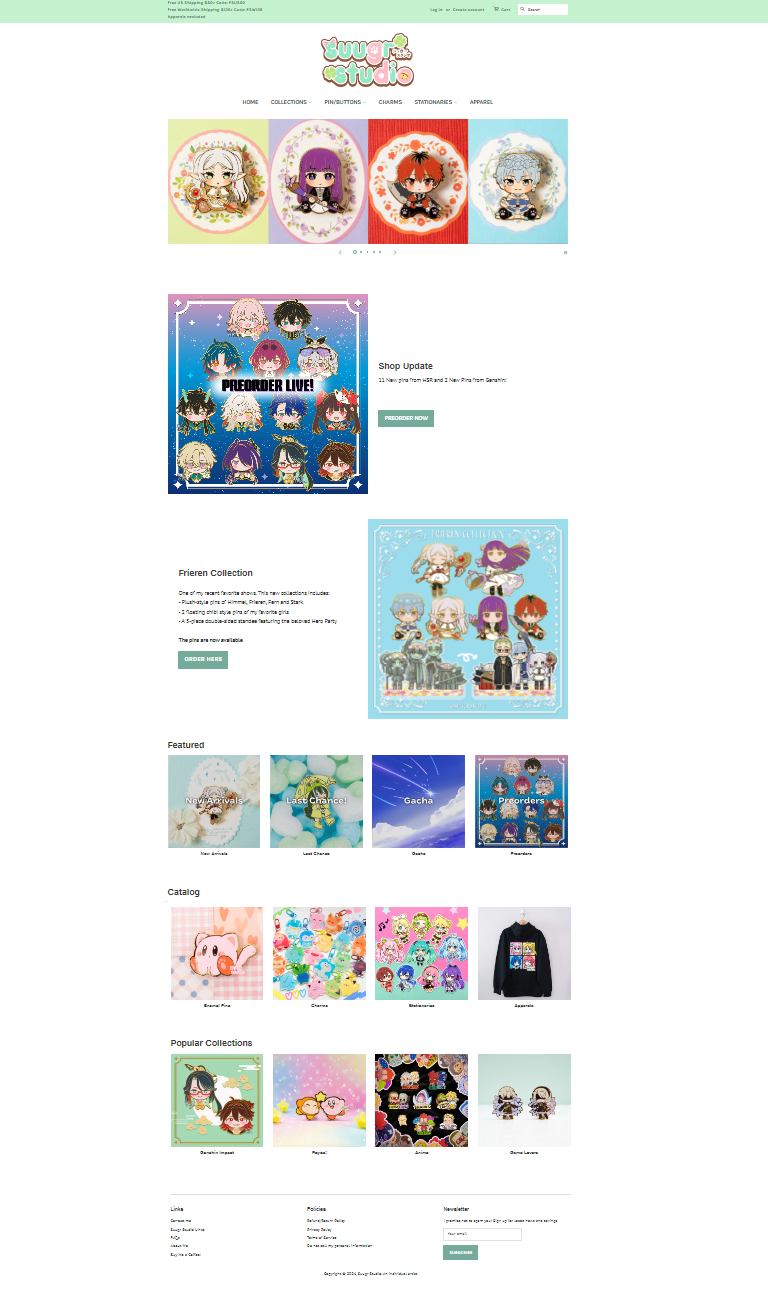 Free US Shipping $50+ Code: FSUS50
Free Worldwide Shipping $135+ Code: FSW135
Apparels excluded
Log in or Create account
Cart
Search
suugr studio
HOME
COLLECTIONS
PIN/BUTTONS
CHARMS
STATIONARIES
APPAREL
PREORDER LIVE!
Shop Update
11 New pins from HSR and 2 New Pins from Genshin!
PREORDER NOW
Frieren Collection
One of my recent favorite shows. This new collections includes:
- Plush-style pins of Himmel, Frieren, Fern and Stark
- 2 floating chibi style pins of my favorite girls
- A 5-piece double-sided standee featuring the beloved Hero Party
The pins are now available
ORDER HERE
Featured
New Arrivals
Last Chance!
Gacha
Preorders
New Arrivals
Last Chance
Gacha
Preorders
Catalog
Enamel Pins
Charms
Stationaries
Apparels
Popular Collections
Genshin Impact
Poyos!
Anime
Game Lovers
Links
Contact me
Suugr Studio Links
FAQs
About Me
Buy Me a Coffee!
Policies
Refund/Return Policy
Privacy Policy
Terms of Service
Do not sell my personal information
Newsletter
I promise not to spam you! Sign up for latest news and savings
Your email
SUBSCRIBE
Copyright © 2024, Suugr Studio.